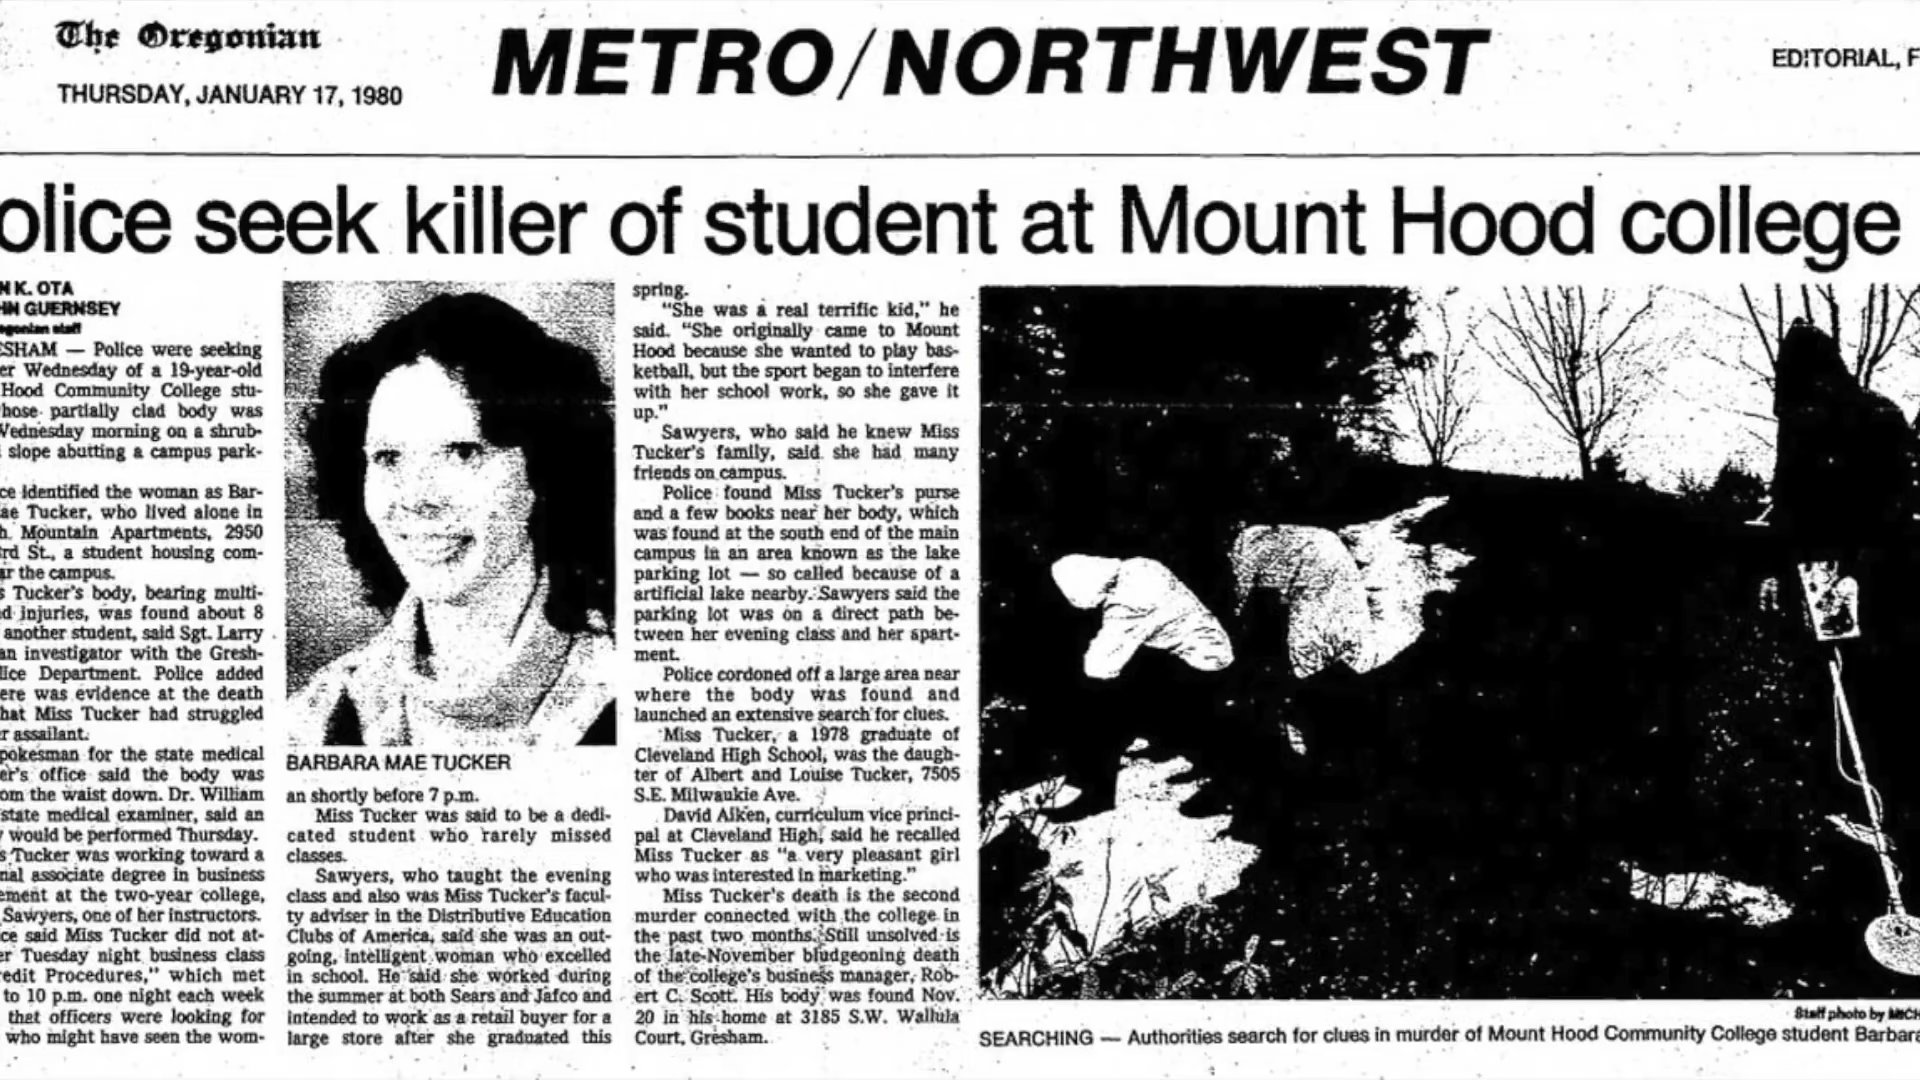 The Oregonian
THURSDAY, JANUARY 17, 1980
METRO/NORTHWEST
EDITORIAL, F
olice seek killer of student at Mount Hood college
N K. OTA
HN GUERNSEY
egonian staff
ESHAM — Police were seeking
er Wednesday of a 19-year-old
Hood Community College stu-
hose partially clad body was
Wednesday morning on a shrub-
slope abutting a campus park-
ce identified the woman as Bar-
ae Tucker, who lived alone in
h. Mountain Apartments, 2950
3rd St., a student housing com-
ar the campus.
s Tucker's body, bearing multi-
d injuries, was found about 8
another student, said Sgt. Larry
an investigator with the Gresh-
lice Department. Police added
ere was evidence at the death
hat Miss Tucker had struggled
r assailant.
pokesman for the state medical
er's office said the body was
om the waist down. Dr. William
state medical examiner, said an
y would be performed Thursday.
s Tucker was working toward a
nal associate degree in business
ement at the two-year college,
Sawyers, one of her instructors.
ce said Miss Tucker did not at-
er Tuesday night business class
redit Procedures," which met
to 10 p.m. one night each week
that officers were looking for
who might have seen the wom-
BARBARA MAE TUCKER
an shortly before 7 p.m.
Miss Tucker was said to be a dedi-
cated student who rarely missed
classes.
Sawyers, who taught the evening
class and also was Miss Tucker's facul-
ty adviser in the Distributive Education
Clubs of America, said she was an out-
going, intelligent woman who excelled
in school. He said she worked during
the summer at both Sears and Jafco and
intended to work as a retail buyer for a
large store after she graduated this
spring.
"She was a real terrific kid," he
said. "She originally came to Mount
Hood because she wanted to play bas-
ketball, but the sport began to interfere
with her school work, so she gave it
up."
Sawyers, who said he knew Miss
Tucker's family, said she had many
friends on campus.
Police found Miss Tucker's purse
and a few books near her body, which
was found at the south end of the main
campus in an area known as the lake
parking lot — so called because of a
artificial lake nearby. Sawyers said the
parking lot was on a direct path be-
tween her evening class and her apart-
ment.
Police cordoned off a large area near
where the body was found and
launched an extensive search for clues.
Miss Tucker, a 1978 graduate of
Cleveland High School, was the daugh-
ter of Albert and Louise Tucker, 7505
S.E. Milwaukie Ave.
David Aiken, curriculum vice princi-
pal at Cleveland High, said he recalled
Miss Tucker as "a very pleasant girl
who was interested in marketing."
Miss Tucker's death is the second
murder connected with the college in
the past two months. Still unsolved is
the late-November bludgeoning death
of the college's business manager, Rob-
ert C. Scott. His body was found Nov.
20 in his home at 3185 S.W. Wallula
Court, Gresham.
Staff photo by MICH
SEARCHING — Authorities search for clues in murder of Mount Hood Community College student Barbara